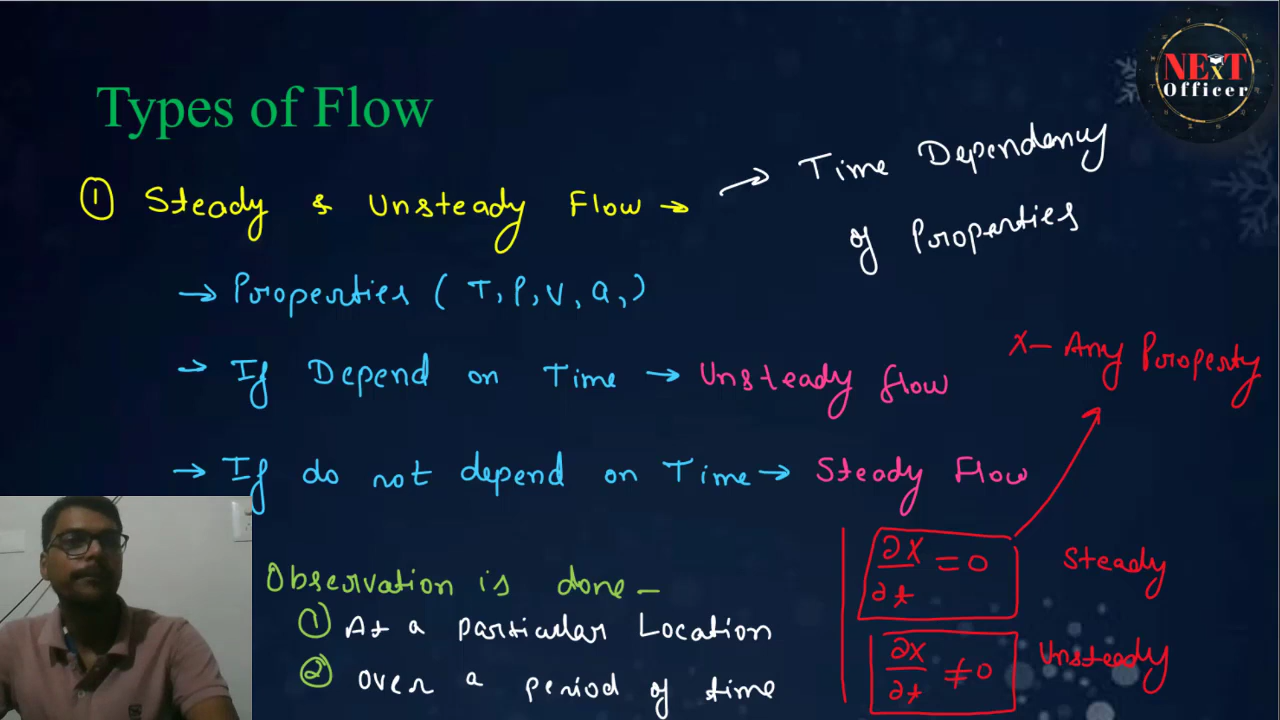 NEXT
Officer
Types of Flow
① Steady & Unsteady Flow →
→ Time Dependency
of Properties
→ Properties ( T, P, V, a, )
→ If Depend on Time → Unsteady flow
X – Any Property
→ If do not depend on Time → Steady Flow
∂X/∂t = 0 Steady
Observation is done –
① At a particular Location
∂X/∂t ≠ 0 Unsteady
② over a period of time